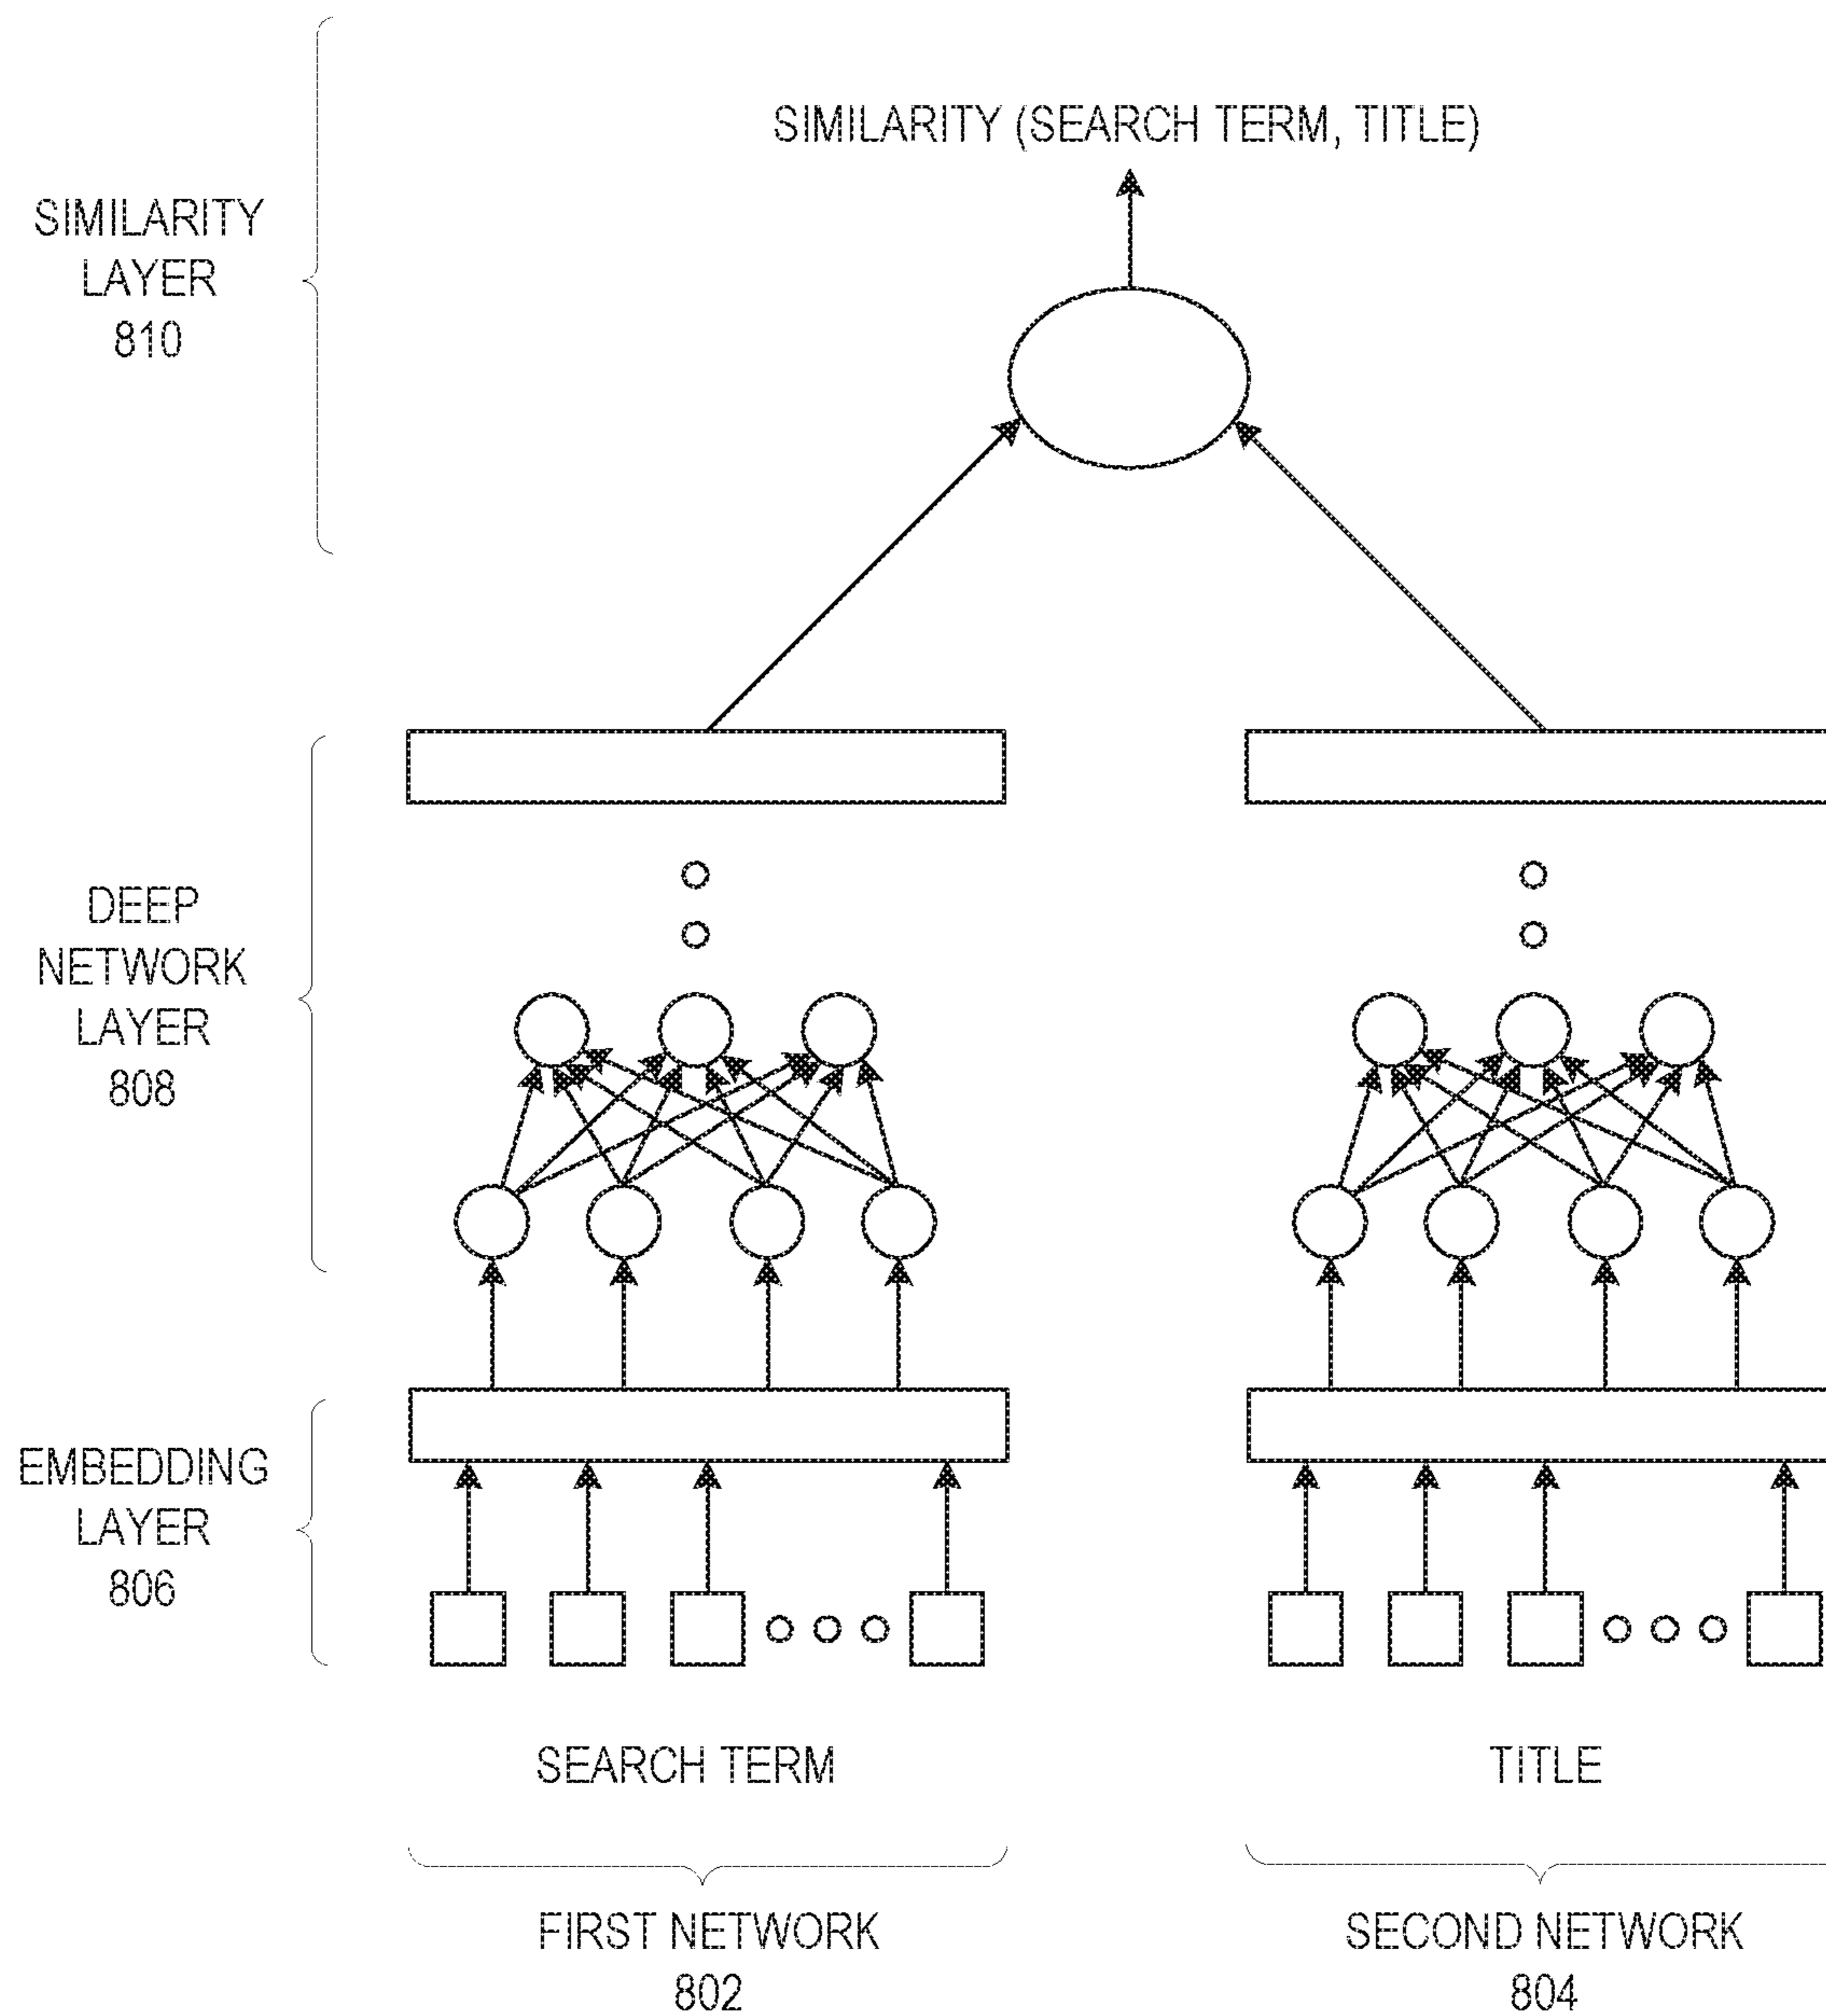 SIMILARITY (SEARCH TERM, TITLE)
SIMILARITY
LAYER
810
DEEP
NETWORK
LAYER
808
EMBEDDING
LAYER
806
SEARCH TERM
TITLE
FIRST NETWORK
802
SECOND NETWORK
804